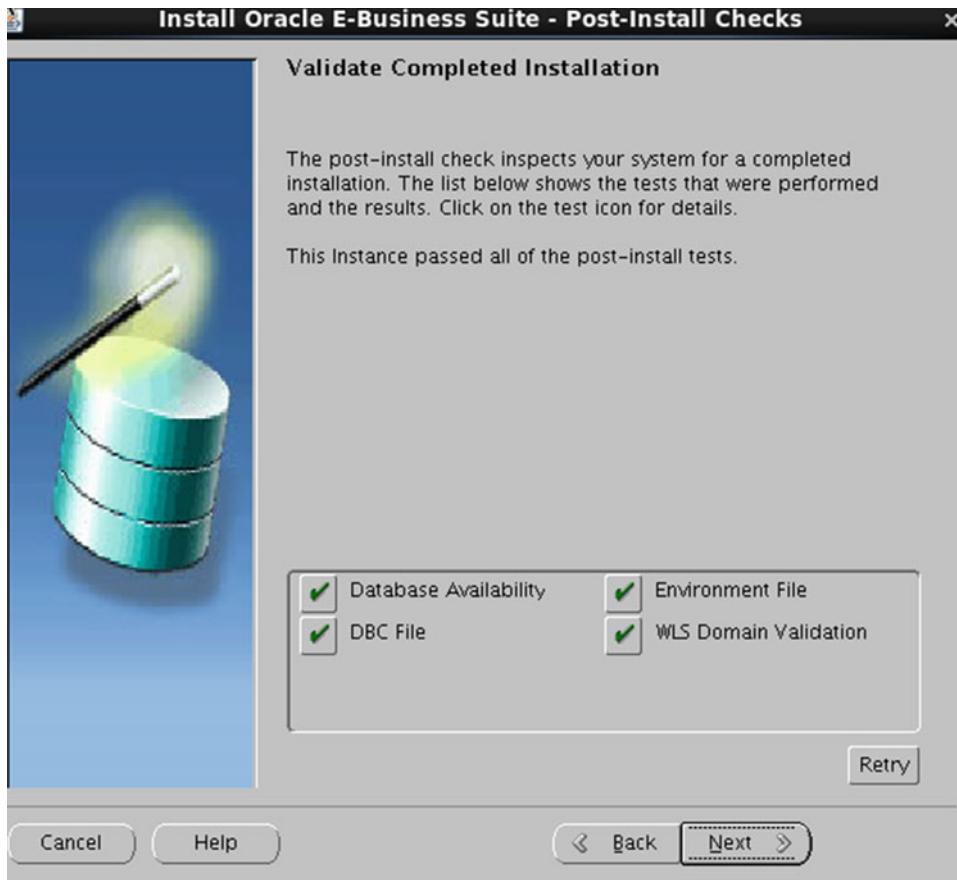 Install Oracle E-Business Suite - Post-Install Checks
Validate Completed Installation
The post-install check inspects your system for a completed
installation. The list below shows the tests that were performed
and the results. Click on the test icon for details.
This Instance passed all of the post-install tests.
Database Availability
Environment File
DBC File
WLS Domain Validation
Retry
Cancel
Help
Back
Next